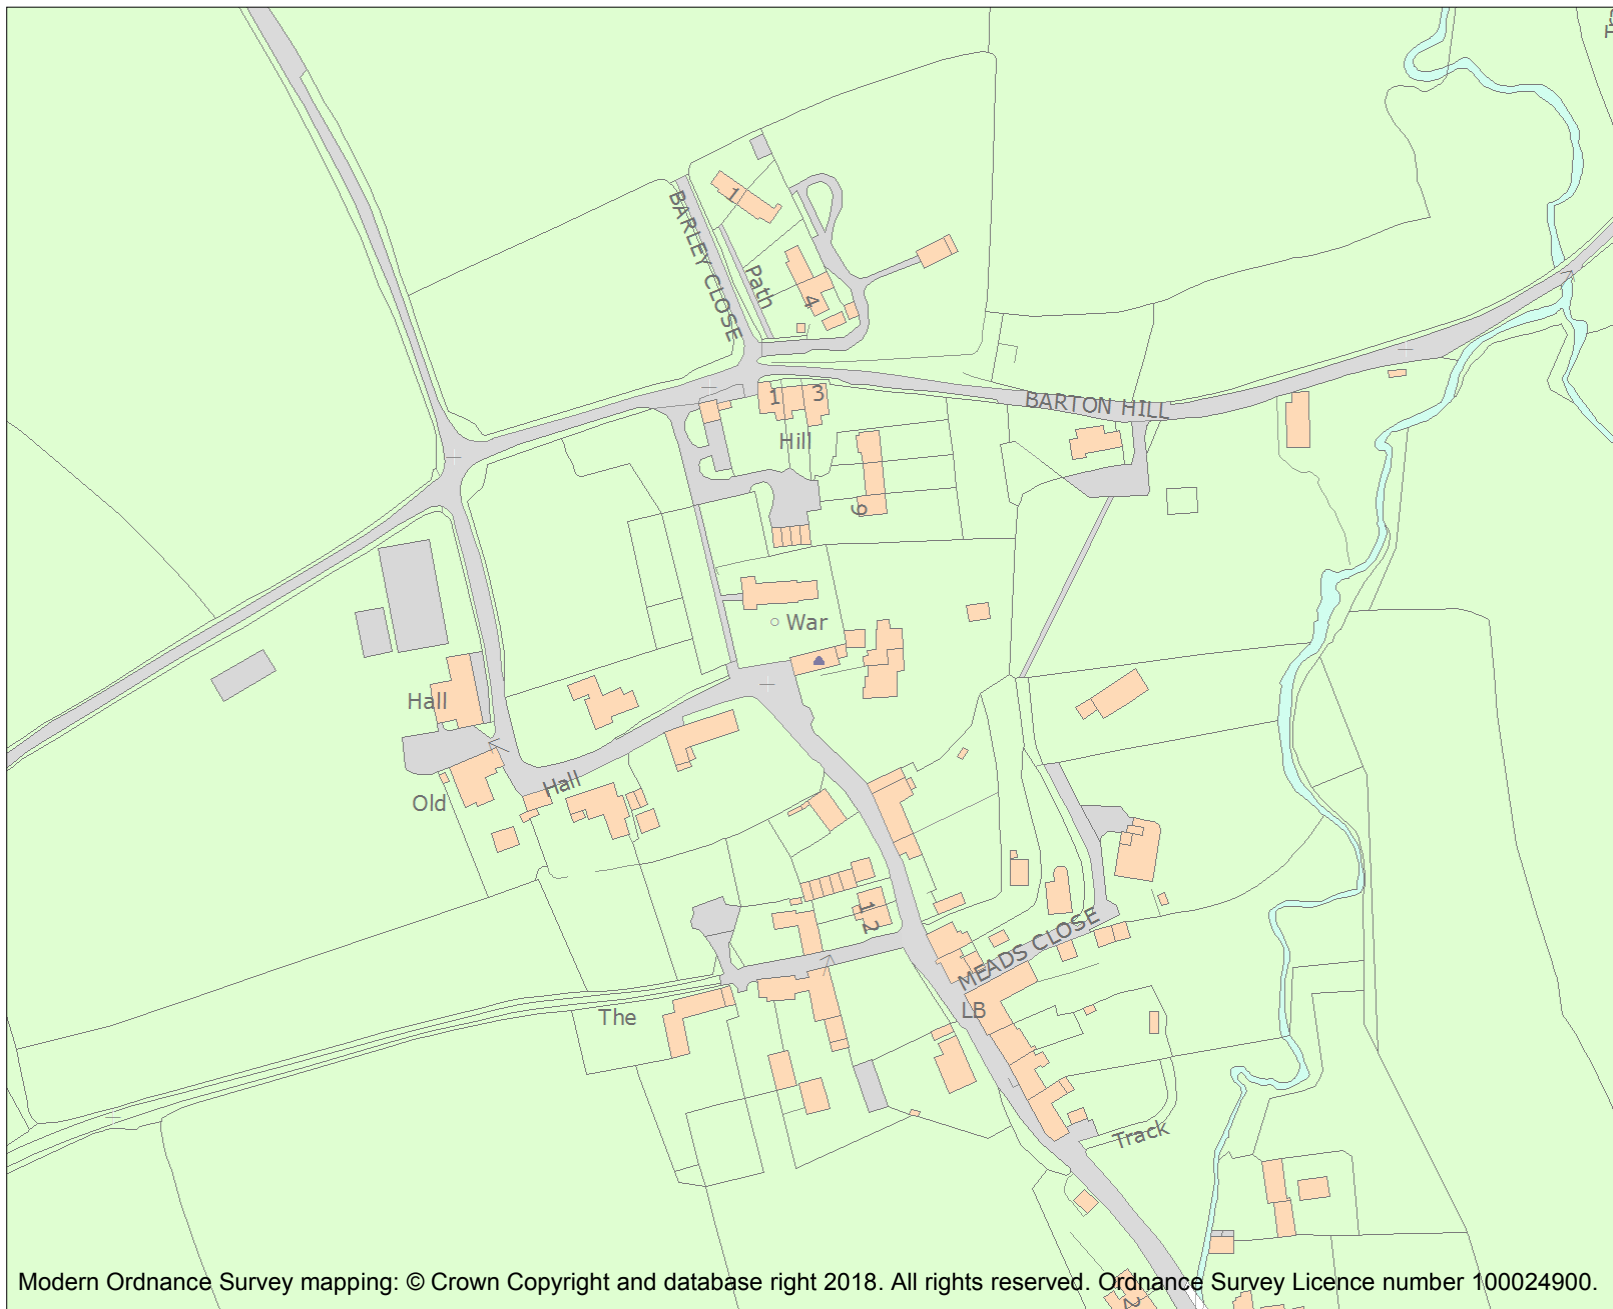 1
BARLEY CLOSE
Path
4
BARTON HILL
1
3
Hill
9
War
Hall
Hall
Old
1
2
MEADS CLOSE
LB
The
Track
2
Modern Ordnance Survey mapping: © Crown Copyright and database right 2018. All rights reserved. Ordnance Survey Licence number 100024900.